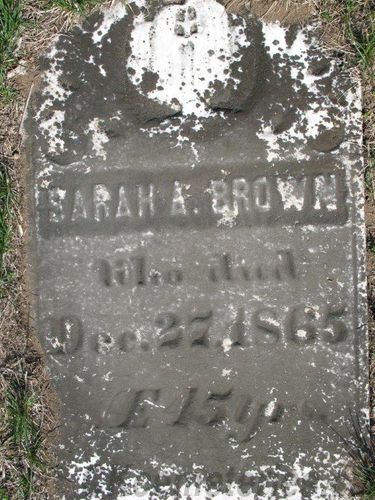 SARAH A. BROWN
Who died
Dec. 27, 1865
Æ 15 yrs.